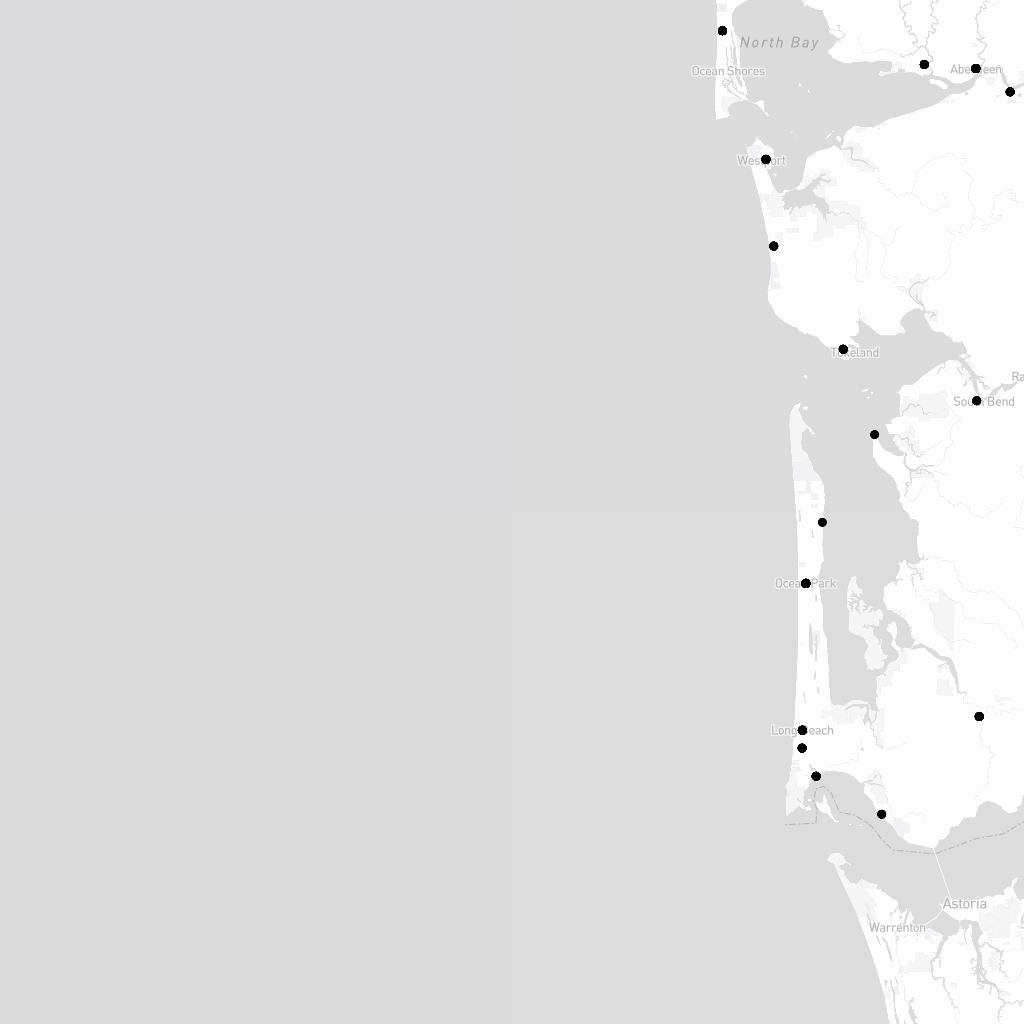 North Bay
Ocean Shores
Aberdeen
Westport
Tokeland
Ra
South Bend
Ocean Park
Long Beach
Astoria
Warrenton